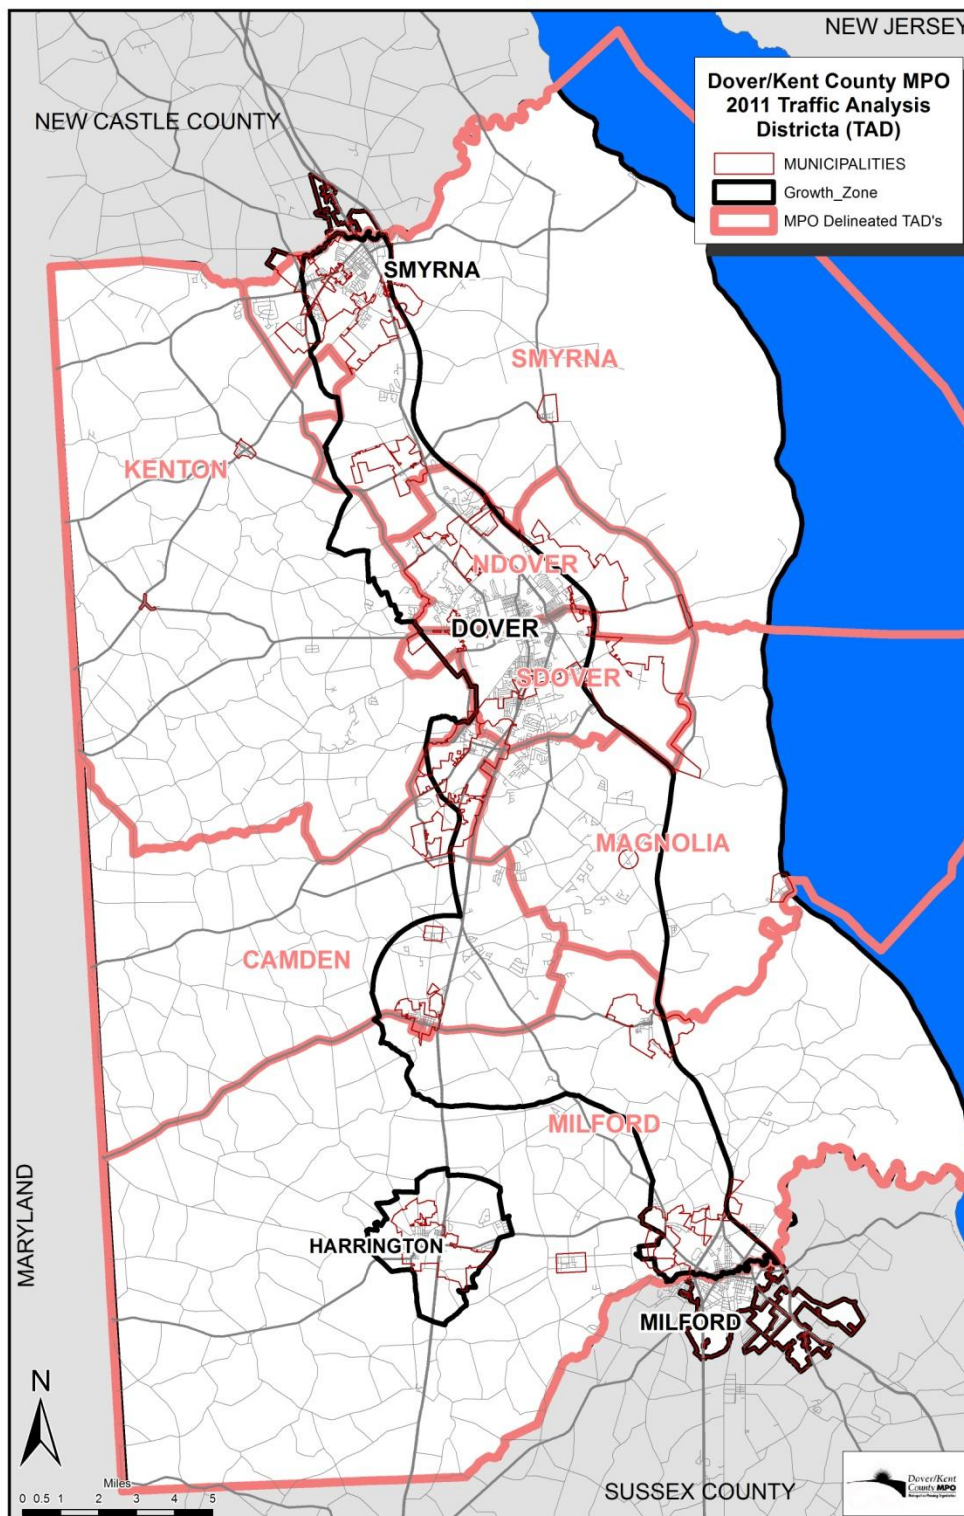 NEW JERSEY
Dover/Kent County MPO
2011 Traffic Analysis
Districta (TAD)
MUNICIPALITIES
Growth_Zone
MPO Delineated TAD's
NEW CASTLE COUNTY
SMYRNA
SMYRNA
KENTON
NDOVER
DOVER
SDOVER
MAGNOLIA
CAMDEN
MILFORD
MARYLAND
HARRINGTON
MILFORD
N
Miles
0 0.5 1 2 3 4 5
SUSSEX COUNTY
Dover/Kent
County MPO